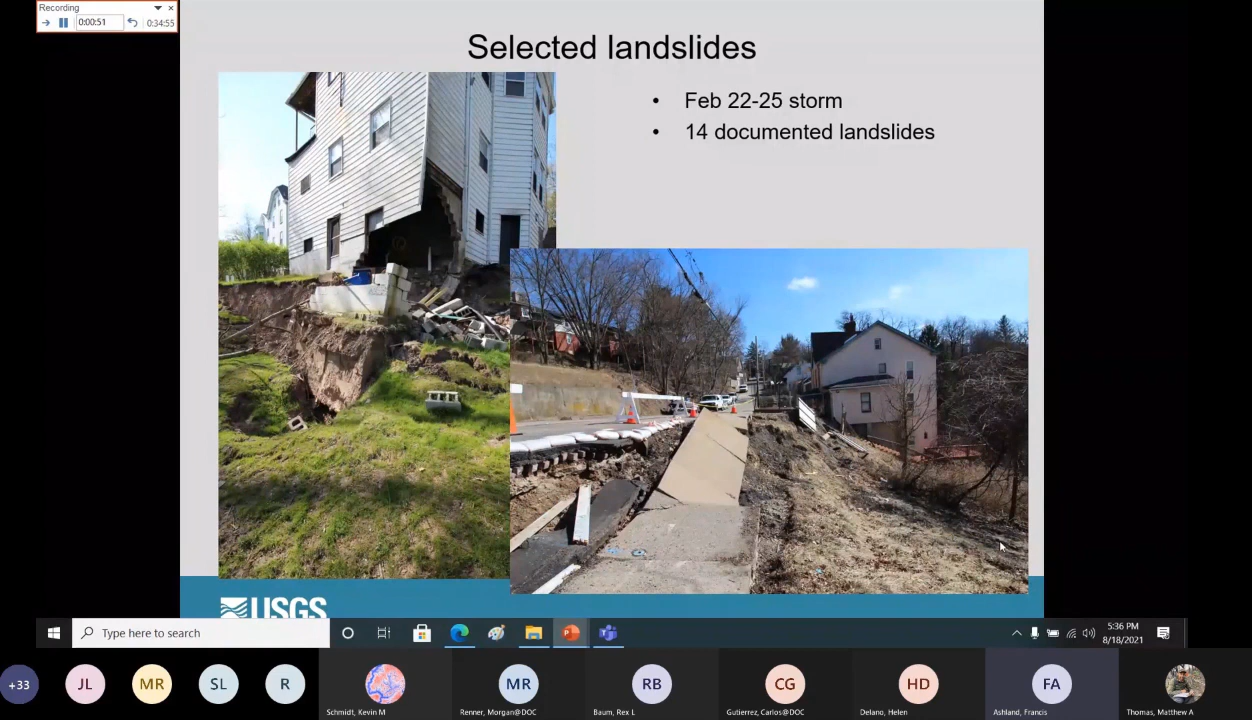 Recording
0:00:51
0:34:55
Selected landslides
• Feb 22-25 storm
• 14 documented landslides
USGS
Type here to search
5:36 PM
8/18/2021
+33
JL
MR
SL
R
Schmidt, Kevin M
MR
Renner, Morgan@DOC
RB
Baum, Rex L
CG
Gutierrez, Carlos@DOC
HD
Delano, Helen
FA
Ashland, Francis
Thomas, Matthew A